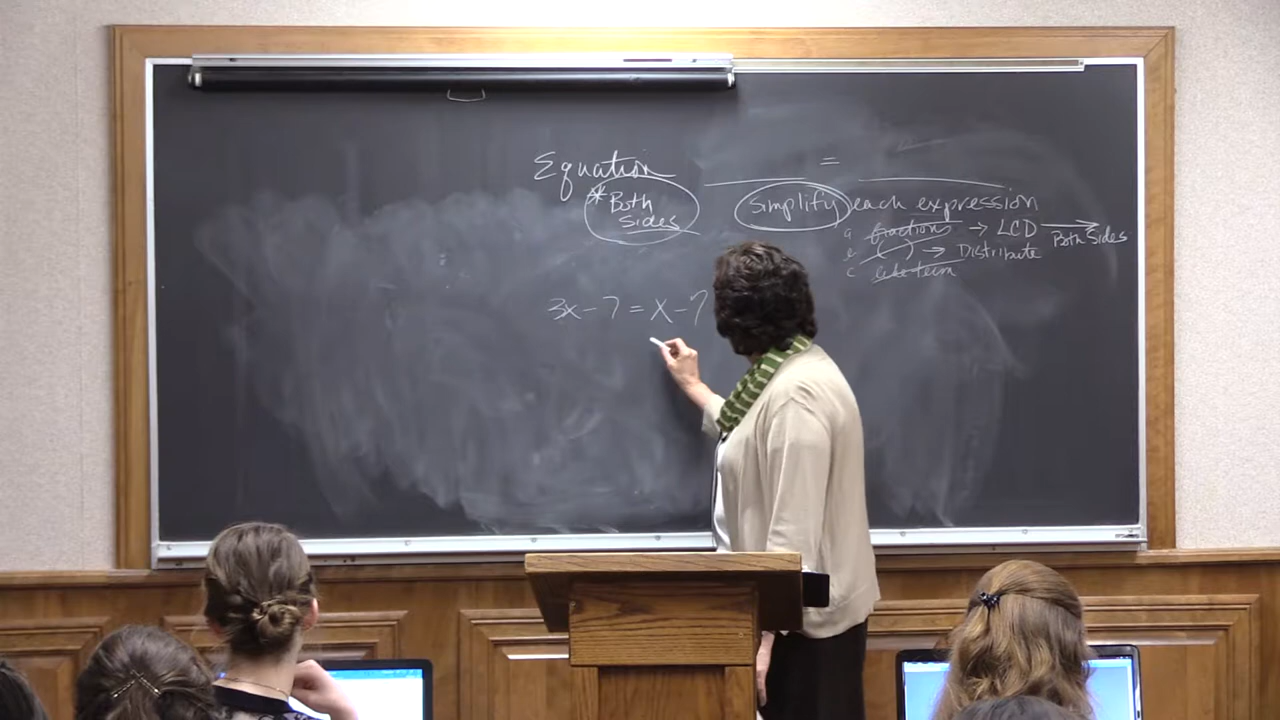 Equation
=
* Both
Sides
Simplify each expression
a fractions → LCD
Both Sides
( ) → Distribute
c like term
3x - 7 = x - 7